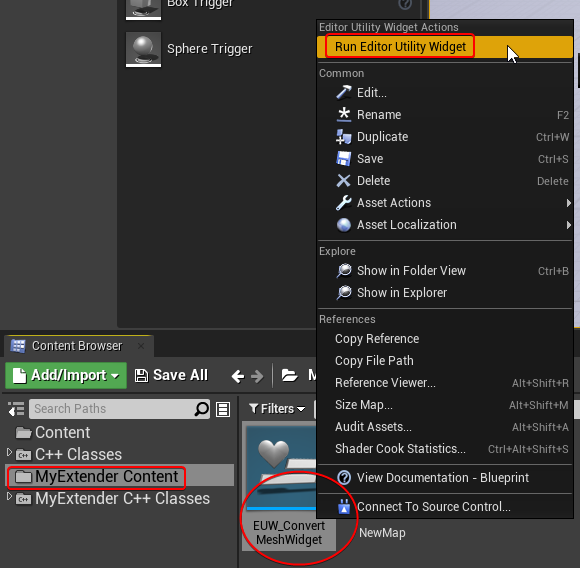 Box Trigger
Sphere Trigger
Editor Utility Widget Actions
Run Editor Utility Widget
Common
Edit...
Rename F2
Duplicate Ctrl+W
Save Ctrl+S
Delete Delete
Asset Actions
Asset Localization
Explore
Show in Folder View Ctrl+B
Show in Explorer
References
Copy Reference
Copy File Path
Reference Viewer... Alt+Shift+R
Size Map... Alt+Shift+M
Audit Assets... Alt+Shift+A
Shader Cook Statistics... Ctrl+Alt+Shift+S
View Documentation - Blueprint
Connect To Source Control...
Content Browser
Add/Import
Save All
M
Search Paths
Filters
Content
C++ Classes
MyExtender Content
MyExtender C++ Classes
EUW_Convert
MeshWidget
NewMap